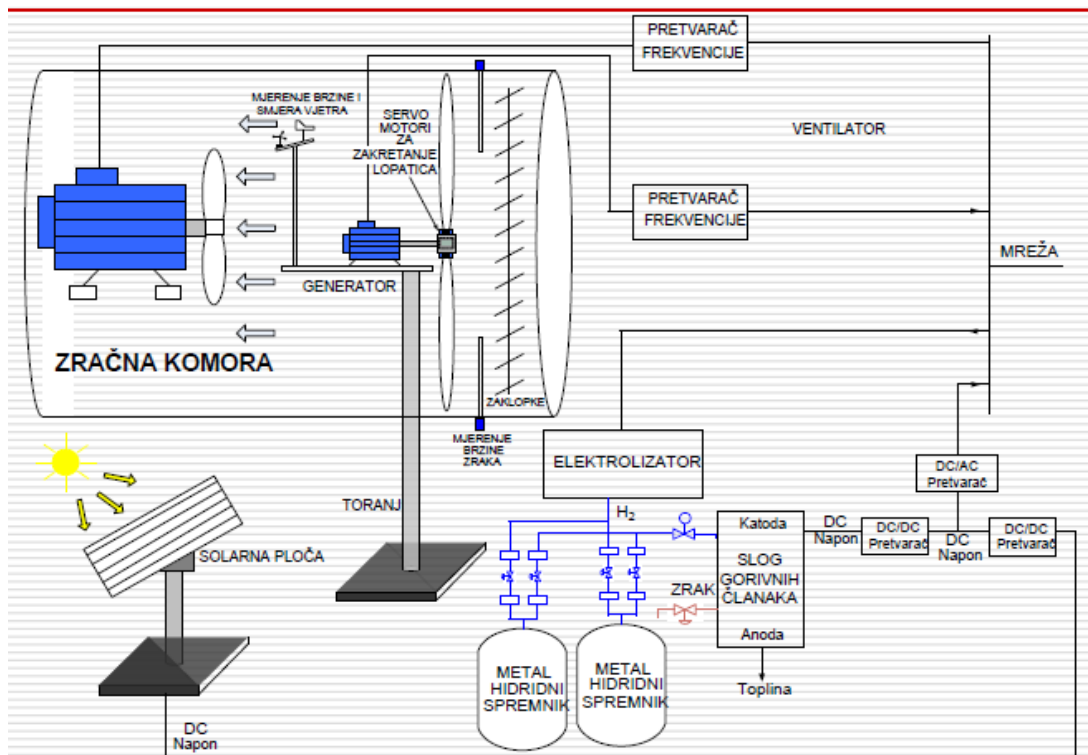 PRETVARAČ
FREKVENCIJE
MJERENJE BRZINE I
SMJERA VJETRA
SERVO
MOTORI
ZA
ZAKRETANJE
LOPATICA
VENTILATOR
PRETVARAČ
FREKVENCIJE
MREŽA
GENERATOR
ZRAČNA KOMORA
ZAKLOPKE
MJERENJE
BRZINE
ZRAKA
ELEKTROLIZATOR
DC/AC
Pretvarač
TORANJ
H2
Katoda
DC
Napon
DC/DC
Pretvarač
DC
Napon
DC/DC
Pretvarač
SOLARNA PLOČA
SLOG
GORIVNIH
ČLANAKA
ZRAK
Anoda
METAL
HIDRIDNI
SPREMNIK
METAL
HIDRIDNI
SPREMNIK
Toplina
DC
Napon